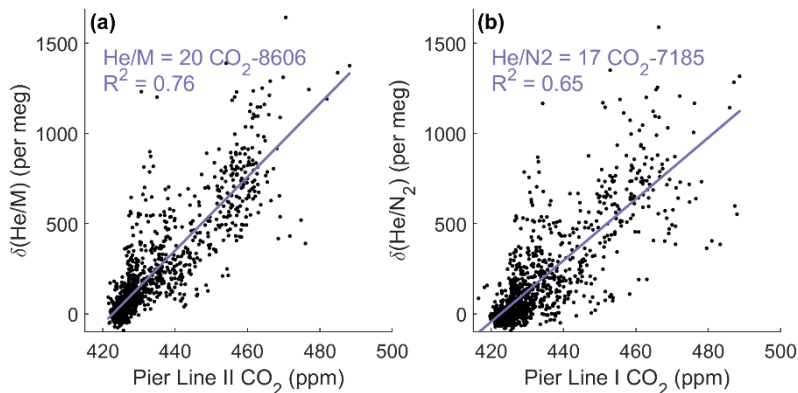 (a)
He/M = 20 CO2-8606
R2 = 0.76
1500
1000
500
0
δ(He/M) (per meg)
420 440 460 480 500
Pier Line II CO2 (ppm)
(b)
He/N2 = 17 CO2-7185
R2 = 0.65
1500
1000
500
0
δ(He/N2) (per meg)
420 440 460 480 500
Pier Line I CO2 (ppm)